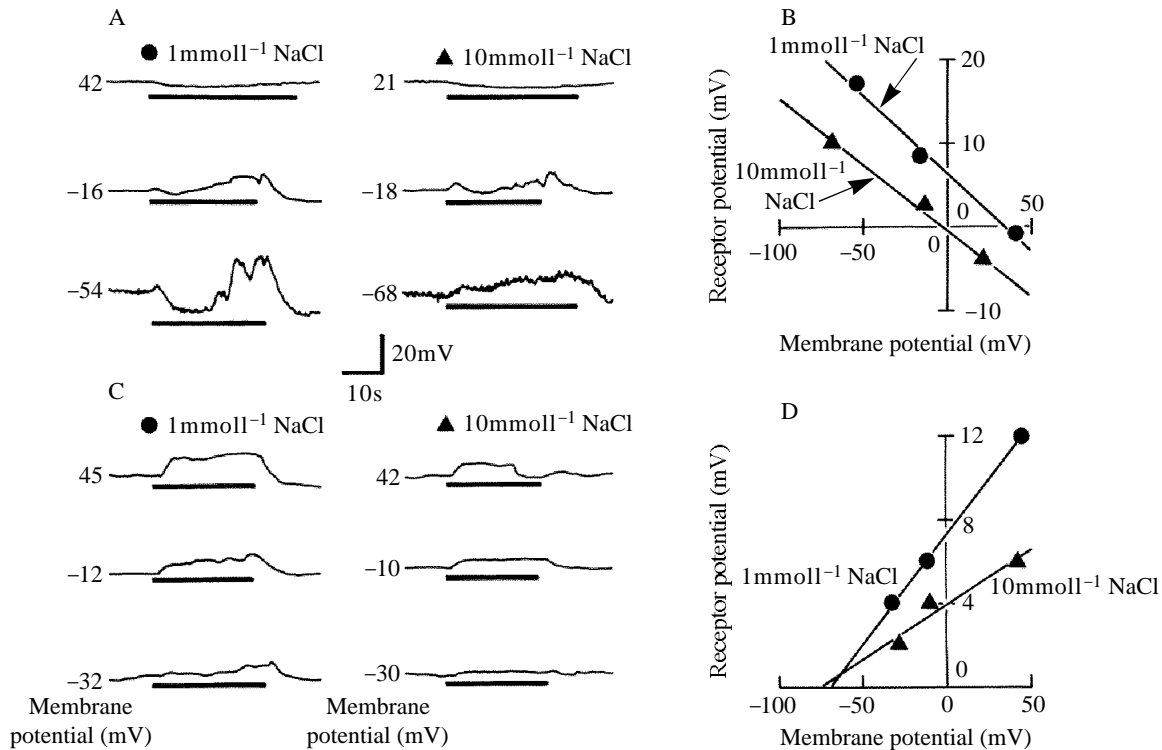 A
● 1mmoll⁻¹ NaCl
▲ 10mmoll⁻¹ NaCl
42
21
−16
−18
−54
−68
20mV
10s
B
1mmoll⁻¹ NaCl
10mmoll⁻¹
NaCl
Receptor potential (mV)
20
10
0
0
50
−100
−50
−10
Membrane potential (mV)
C
● 1mmoll⁻¹ NaCl
▲ 10mmoll⁻¹ NaCl
45
42
−12
−10
−32
−30
Membrane
potential (mV)
Membrane
potential (mV)
D
Receptor potential (mV)
12
8
4
0
1mmoll⁻¹ NaCl
10mmoll⁻¹ NaCl
−100
−50
0
50
Membrane potential (mV)